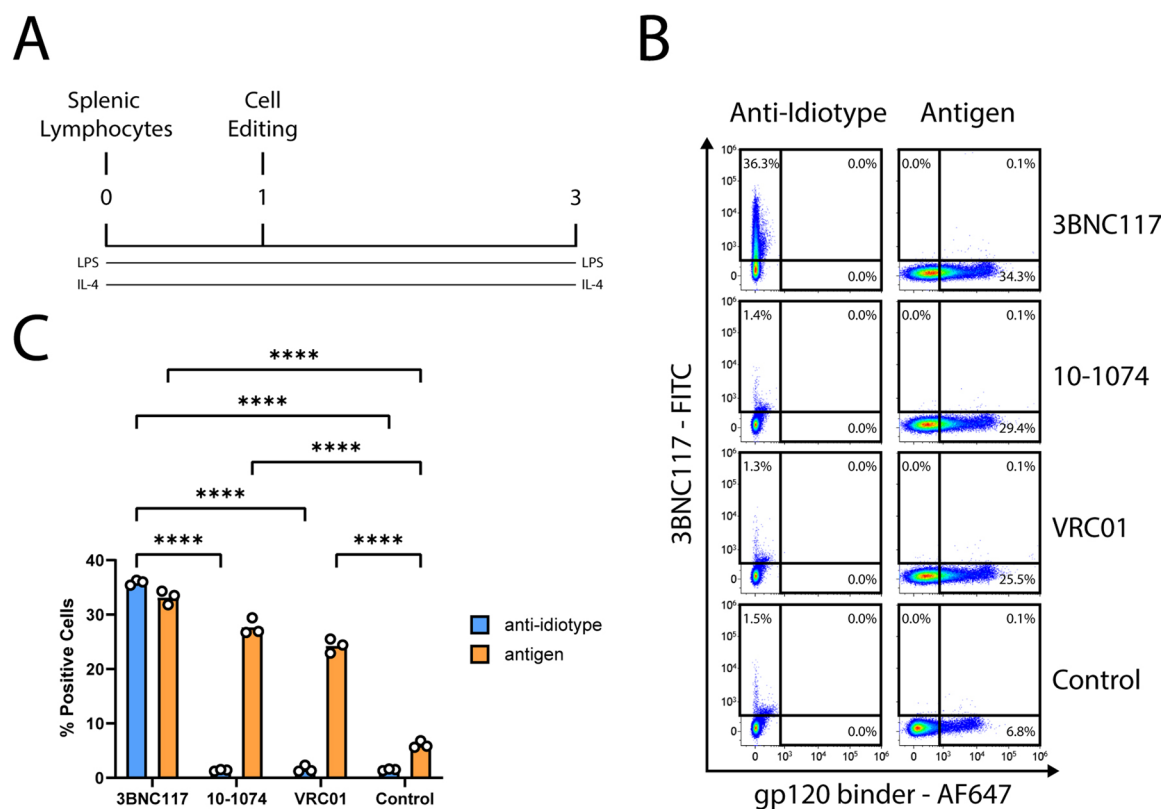 A
Splenic
Lymphocytes
Cell
Editing
0
1
3
LPS
LPS
IL-4
IL-4
B
Anti-Idiotype
Antigen
3BNC117 - FITC
10⁶
10⁵
10⁴
10³
0
36.3%
0.0%
0.0%
0.0%
0.1%
34.3%
3BNC117
10⁶
10⁵
10⁴
10³
0
1.4%
0.0%
0.0%
0.0%
0.1%
29.4%
10-1074
10⁶
10⁵
10⁴
10³
0
1.3%
0.0%
0.0%
0.0%
0.1%
25.5%
VRC01
10⁶
10⁵
10⁴
10³
0
1.5%
0.0%
0.0%
0.0%
0.1%
6.8%
Control
0 10³ 10⁴ 10⁵ 10⁶
0 10³ 10⁴ 10⁵ 10⁶
gp120 binder - AF647
C
****
****
****
****
****
****
% Positive Cells
40
30
20
10
0
3BNC117
10-1074
VRC01
Control
anti-idiotype
antigen